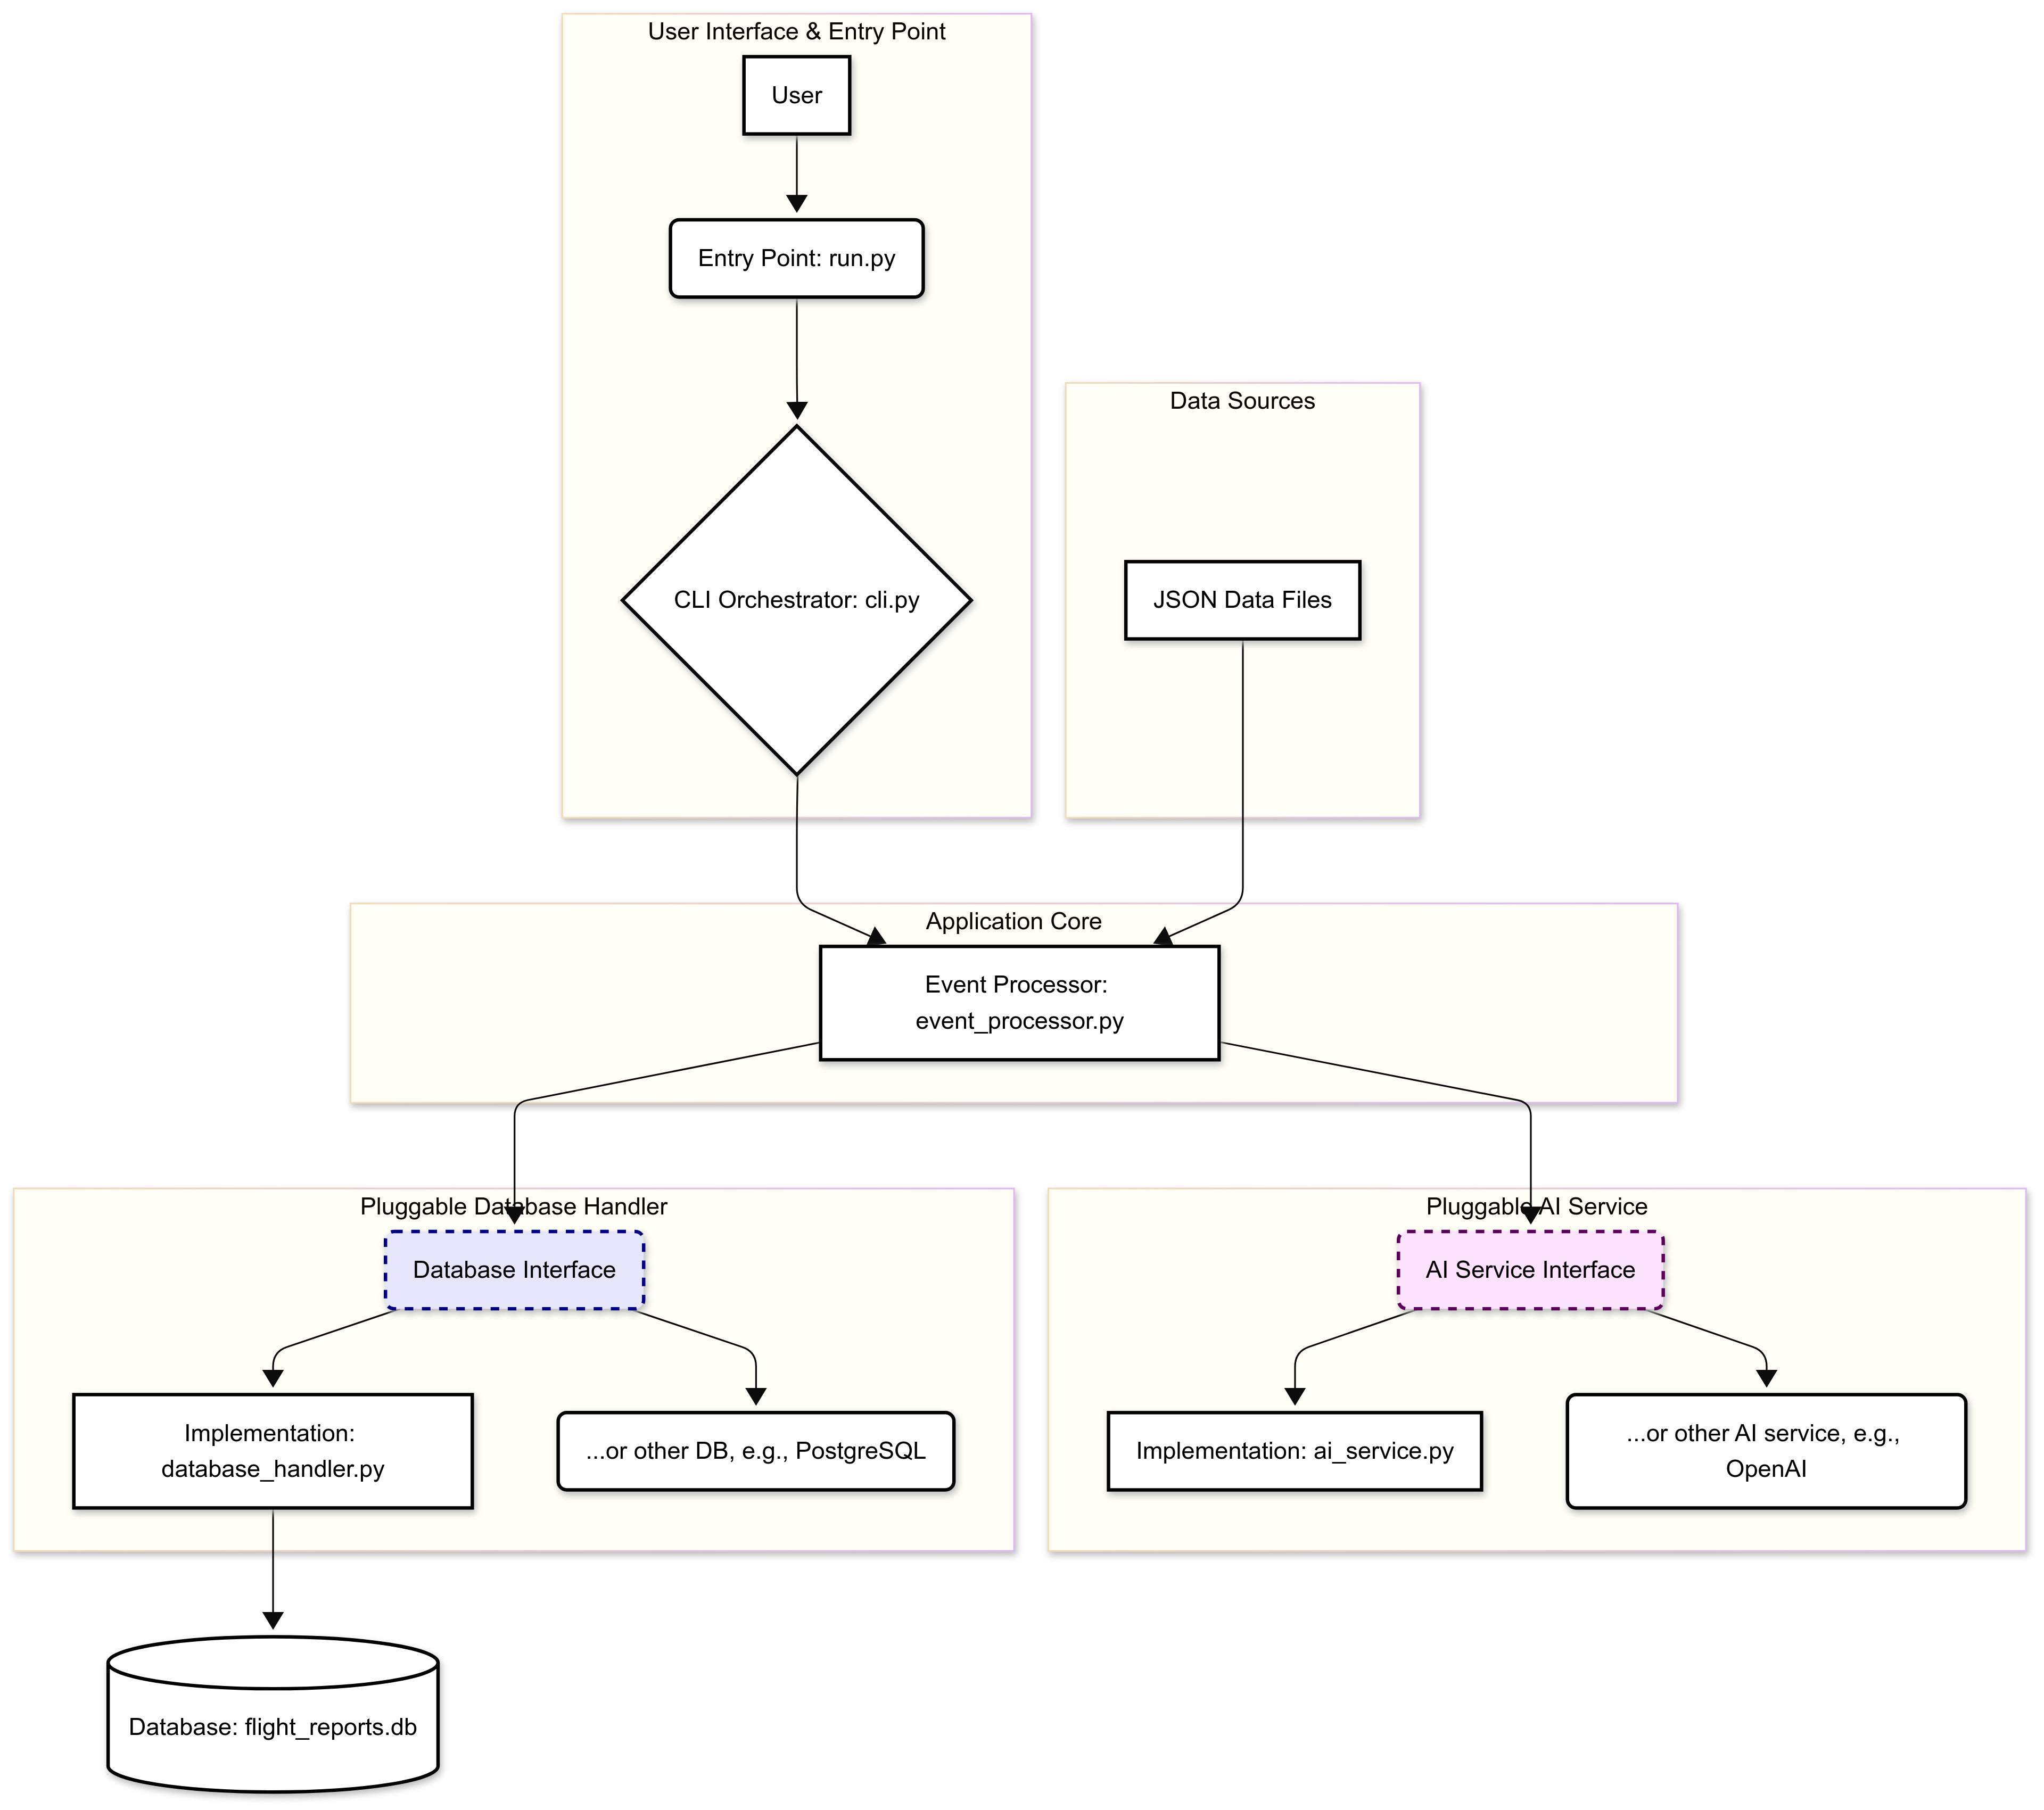 User Interface & Entry Point
User
Entry Point: run.py
CLI Orchestrator: cli.py
Data Sources
JSON Data Files
Application Core
Event Processor:
event_processor.py
Pluggable Database Handler
Database Interface
Implementation:
database_handler.py
...or other DB, e.g., PostgreSQL
Pluggable AI Service
AI Service Interface
Implementation: ai_service.py
...or other AI service, e.g.,
OpenAI
Database: flight_reports.db